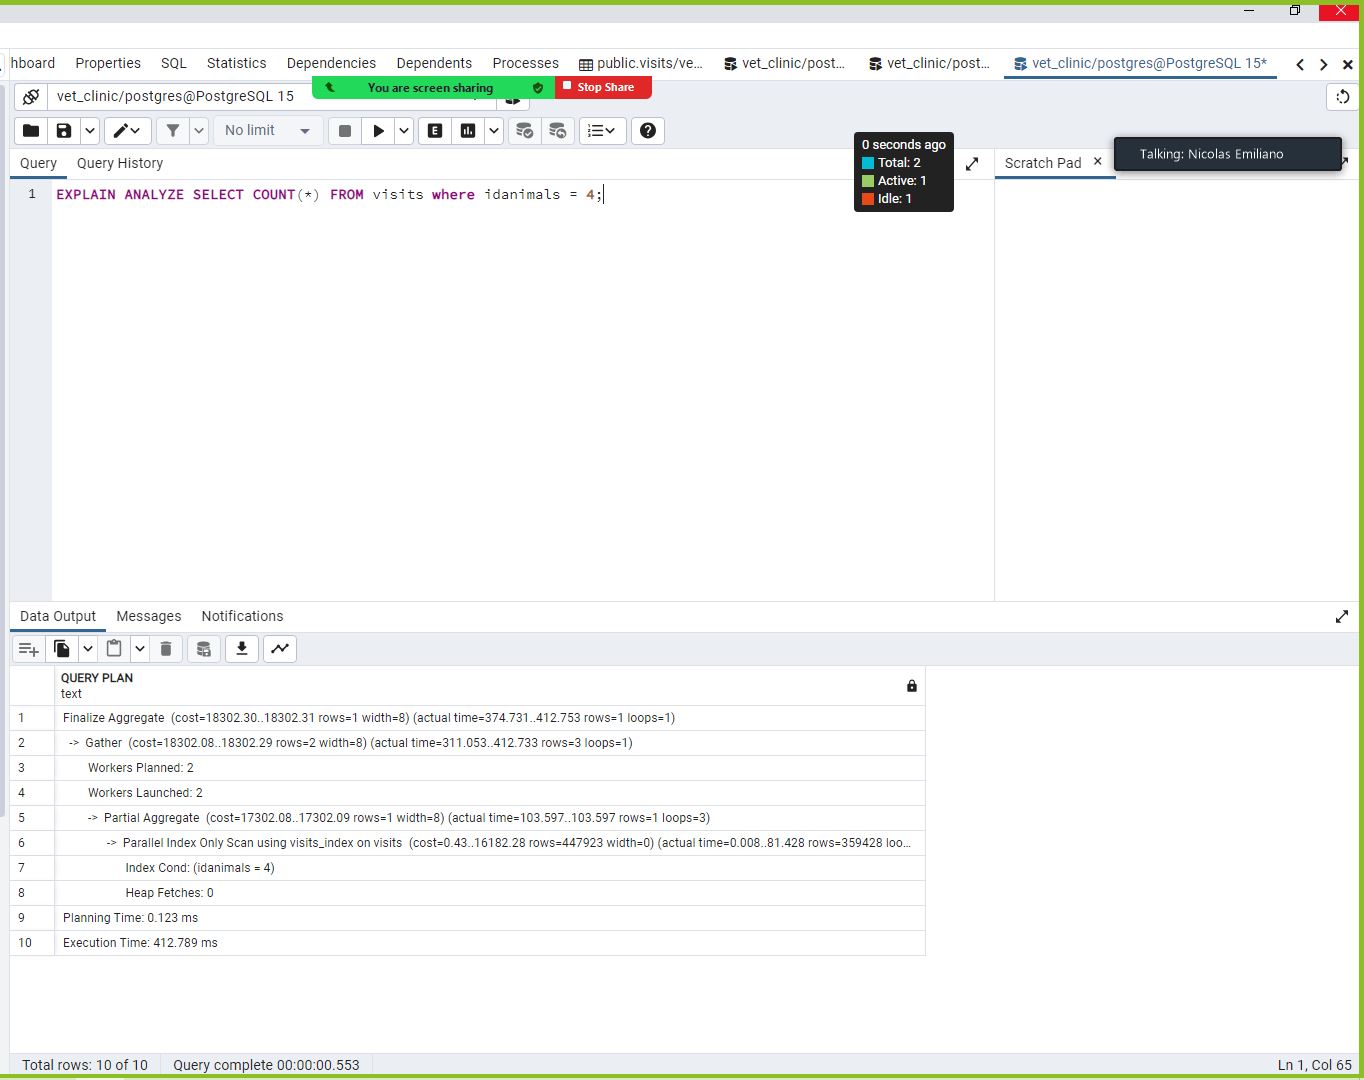 hboard Properties SQL Statistics Dependencies Dependents Processes public.visits/ve... vet_clinic/post... vet_clinic/post... vet_clinic/postgres@PostgreSQL 15*
You are screen sharing Stop Share
vet_clinic/postgres@PostgreSQL 15
No limit
E
0 seconds ago
Total: 2
Active: 1
Idle: 1
Talking: Nicolas Emiliano
Query Query History Scratch Pad
1 EXPLAIN ANALYZE SELECT COUNT(*) FROM visits where idanimals = 4;
Data Output Messages Notifications
QUERY PLAN
text
1 Finalize Aggregate (cost=18302.30..18302.31 rows=1 width=8) (actual time=374.731..412.753 rows=1 loops=1)
2 -> Gather (cost=18302.08..18302.29 rows=2 width=8) (actual time=311.053..412.733 rows=3 loops=1)
3 Workers Planned: 2
4 Workers Launched: 2
5 -> Partial Aggregate (cost=17302.08..17302.09 rows=1 width=8) (actual time=103.597..103.597 rows=1 loops=3)
6 -> Parallel Index Only Scan using visits_index on visits (cost=0.43..16182.28 rows=447923 width=0) (actual time=0.008..81.428 rows=359428 loo...
7 Index Cond: (idanimals = 4)
8 Heap Fetches: 0
9 Planning Time: 0.123 ms
10 Execution Time: 412.789 ms
Total rows: 10 of 10 Query complete 00:00:00.553 Ln 1, Col 65